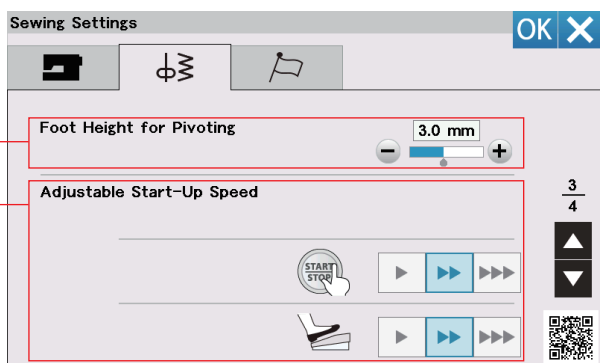 Sewing Settings
OK
Foot Height for Pivoting
3.0 mm
Adjustable Start-Up Speed
3
4
START
STOP